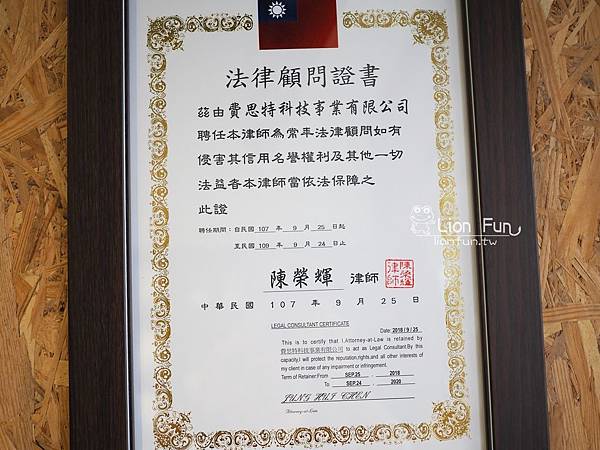 法律顧問證書
茲由費思特科技事業有限公司
聘任本律師為常年法律顧問如有
侵害其信用名譽權利及其他一切
法益者本律師當依法保障之
此證
聘任期間：自民國 107 年 9 月 25 日起
至民國 109 年 9 月 24 日止
陳榮輝 律師
陳榮輝律師
中華民國 107 年 9 月 25 日
LEGAL CONSULTANT CERTIFICATE
Date: 2018 / 9 / 25
This is to certify that I.Attorney-at-Law is retained by
費思特科技事業有限公司 to act as Legal Consultant.By this
capacity,I will protect the reputation,rights,and all other interests of
my client in case of any impairment or infringement.
Term of Retainer:From SEP.25 , 2018
To SEP.24 , 2020
JUNG HUI CHEN
Attorney-at-Law
Lion Fun
lionfun.tw